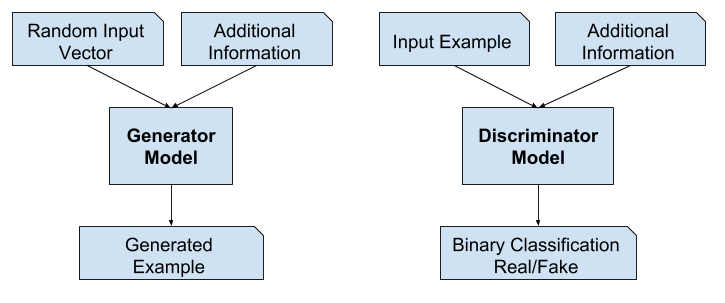 Random Input
Vector
Additional
Information
Input Example
Additional
Information
Generator
Model
Discriminator
Model
Generated
Example
Binary Classification
Real/Fake